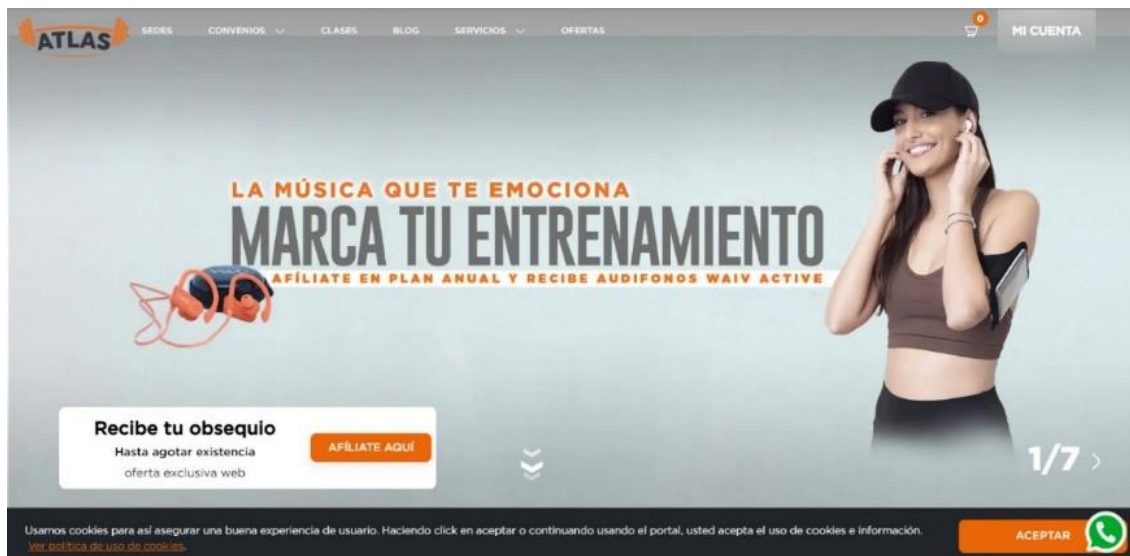 ATLAS
SEDES CONVENIOS CLASES BLOG SERVICIOS OFERTAS
0
MI CUENTA
LA MÚSICA QUE TE EMOCIONA
MARCA TU ENTRENAMIENTO
AFÍLIATE EN PLAN ANUAL Y RECIBE AUDIFONOS WAIV ACTIVE
Recibe tu obsequio
Hasta agotar existencia
oferta exclusiva web
AFÍLIATE AQUÍ
1/7
Usamos cookies para así asegurar una buena experiencia de usuario. Haciendo click en aceptar o continuando usando el portal, usted acepta el uso de cookies e información.
Ver política de uso de cookies.
ACEPTAR